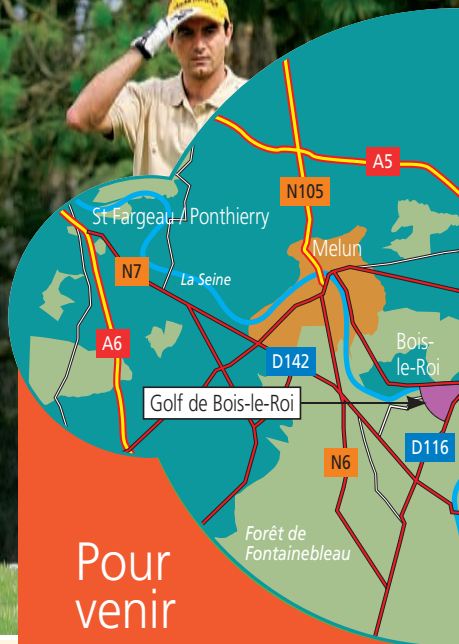 A5
N105
St Fargeau / Ponthierry
Melun
N7
La Seine
A6
Bois-
le-Roi
D142
Golf de Bois-le-Roi
D116
N6
Forêt de
Fontainebleau
Pour
venir